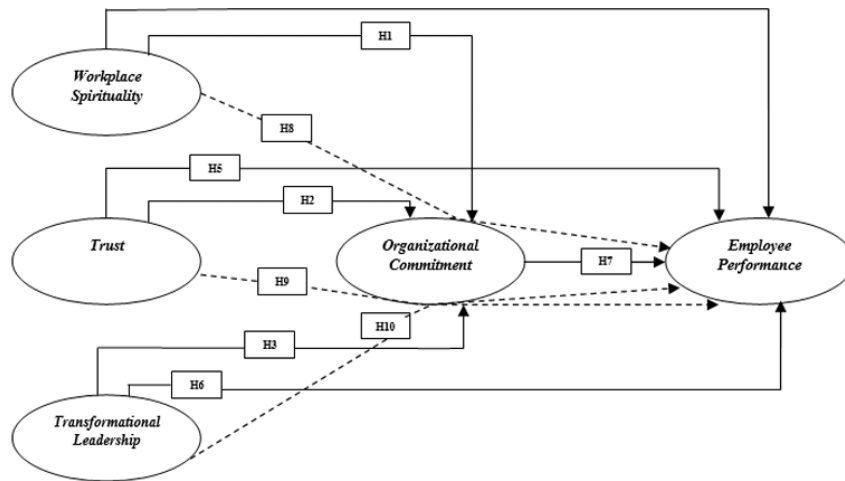 H1
Workplace
Spirituality
H8
H5
H2
Trust
Organizational
Commitment
H7
Employee
Performance
H9
H10
H3
H6
Transformational
Leadership